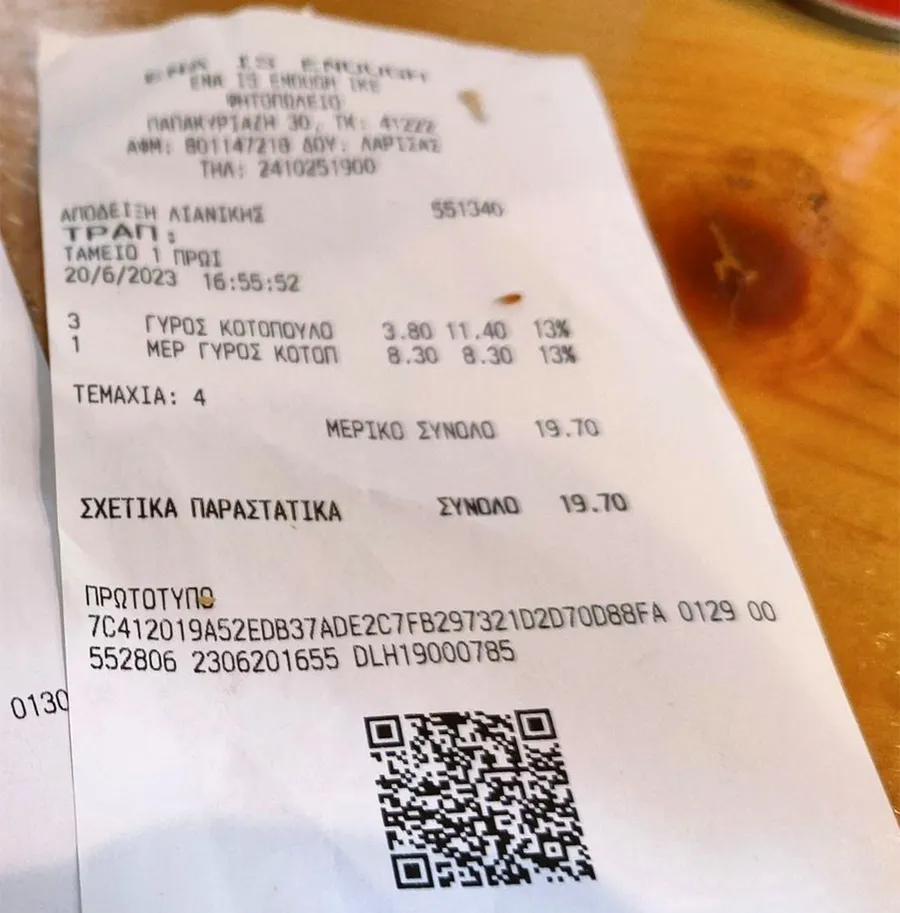 ENA IS ENOUGH
ENA IS ENOUGH IKE
ΨΗΤΟΠΩΛΕΙΟ
ΠΑΠΑΚΥΡΙΑΖΗ 30, ΤΚ: 41222
ΑΦΜ: 801147218 ΔΟΥ: ΛΑΡΙΣΑΣ
ΤΗΛ: 2410251900
ΑΠΟΔΕΙΞΗ ΛΙΑΝΙΚΗΣ 551340
ΤΡΑΠ:
ΤΑΜΕΙΟ 1 ΠΡΩΙ
20/6/2023 16:55:52
3 ΓΥΡΟΣ ΚΟΤΟΠΟΥΛΟ 3.80 11.40 13%
1 ΜΕΡ ΓΥΡΟΣ ΚΟΤΟΠ 8.30 8.30 13%
ΤΕΜΑΧΙΑ: 4
ΜΕΡΙΚΟ ΣΥΝΟΛΟ 19.70
ΣΧΕΤΙΚΑ ΠΑΡΑΣΤΑΤΙΚΑ ΣΥΝΟΛΟ 19.70
ΠΡΩΤΟΤΥΠΟ
7C412019A52EDB37ADE2C7FB297321D2D70D88FA 0129 00
552806 2306201655 DLH19000785
0130